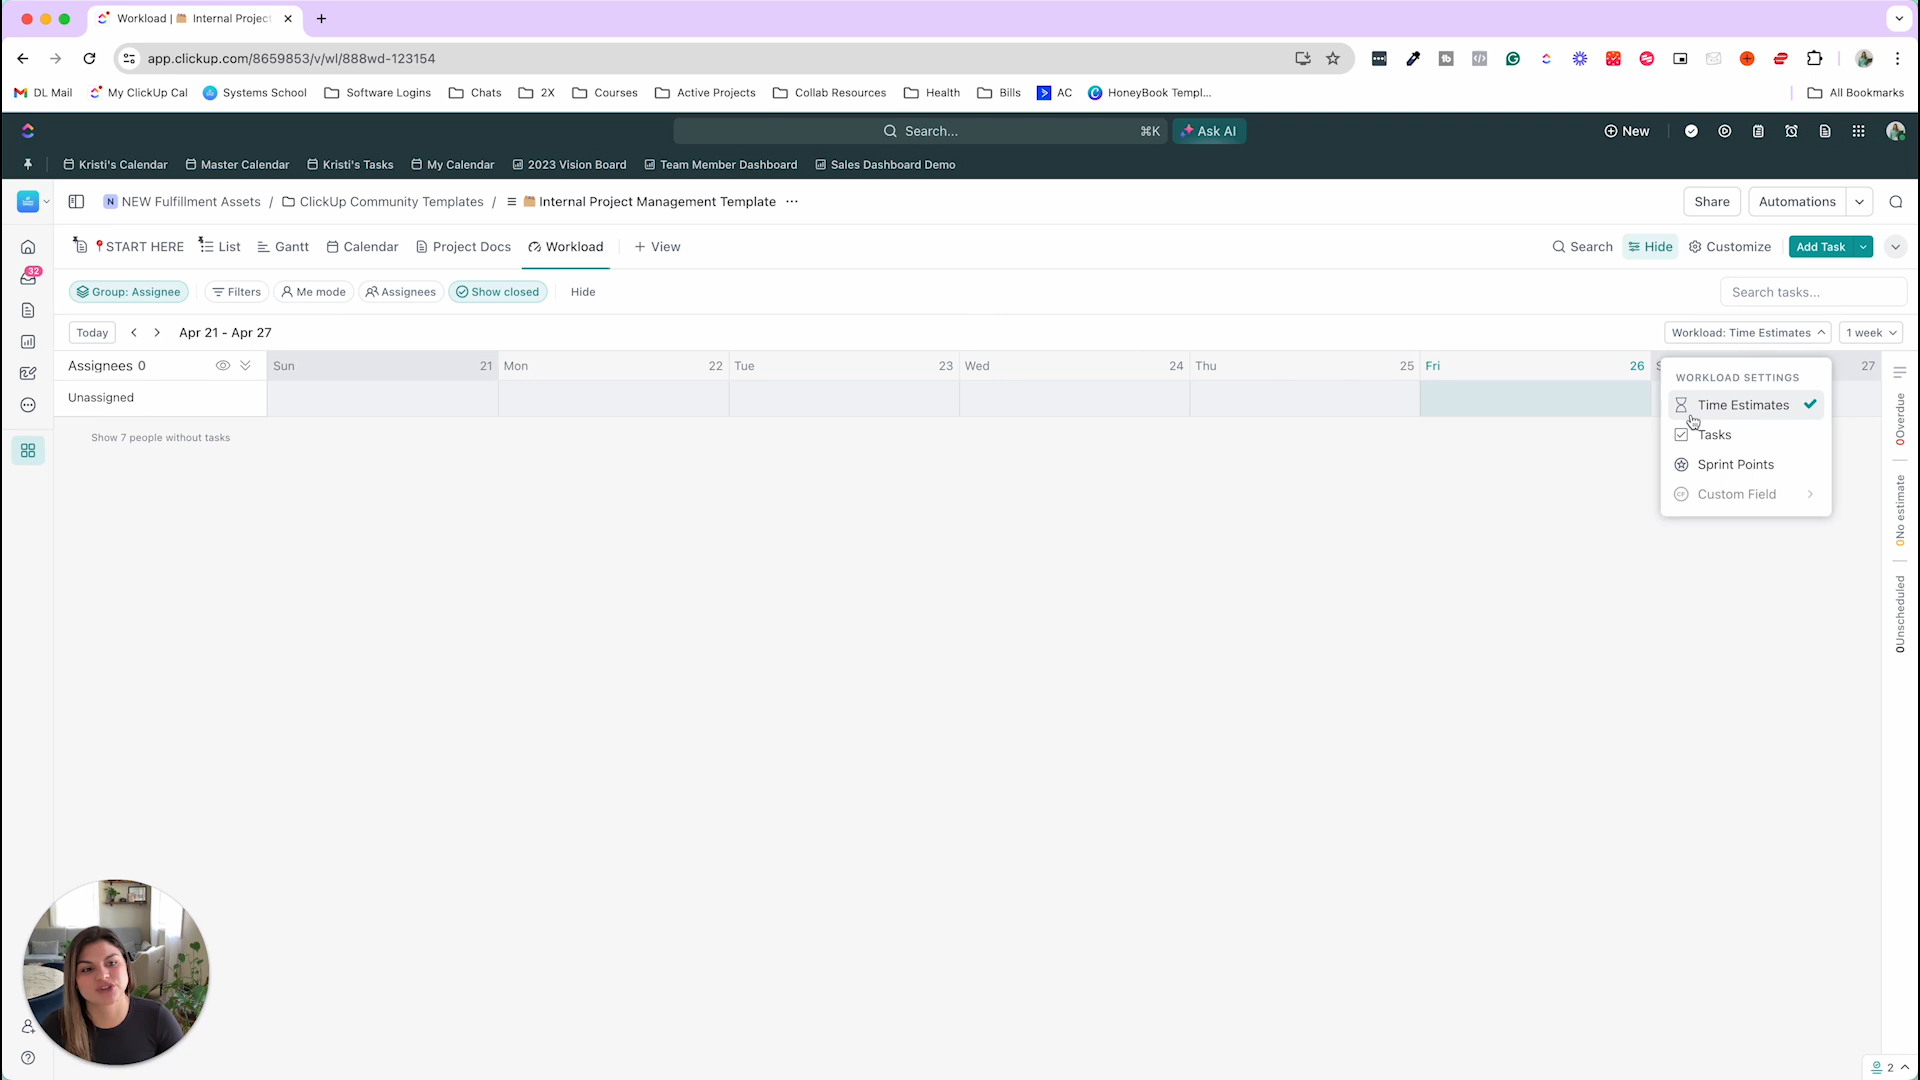 Workload | Internal Project
app.clickup.com/8659853/v/wl/888wd-123154
DL Mail My ClickUp Cal Systems School Software Logins Chats 2X Courses Active Projects Collab Resources Health Bills AC HoneyBook Templ... All Bookmarks
Search... ⌘K Ask AI New
Kristi's Calendar Master Calendar Kristi's Tasks My Calendar 2023 Vision Board Team Member Dashboard Sales Dashboard Demo
N NEW Fulfillment Assets / ClickUp Community Templates / Internal Project Management Template ... Share Automations
START HERE List Gantt Calendar Project Docs Workload + View Search Hide Customize Add Task
32
Group: Assignee Filters Me mode Assignees Show closed Hide Search tasks...
Today Apr 21 - Apr 27 Workload: Time Estimates 1 week
Assignees 0 Sun 21 Mon 22 Tue 23 Wed 24 Thu 25 Fri 26 S 27
Unassigned
Show 7 people without tasks
WORKLOAD SETTINGS
Time Estimates
Tasks
Sprint Points
Custom Field
0 Overdue
0 No estimate
0 Unscheduled
2